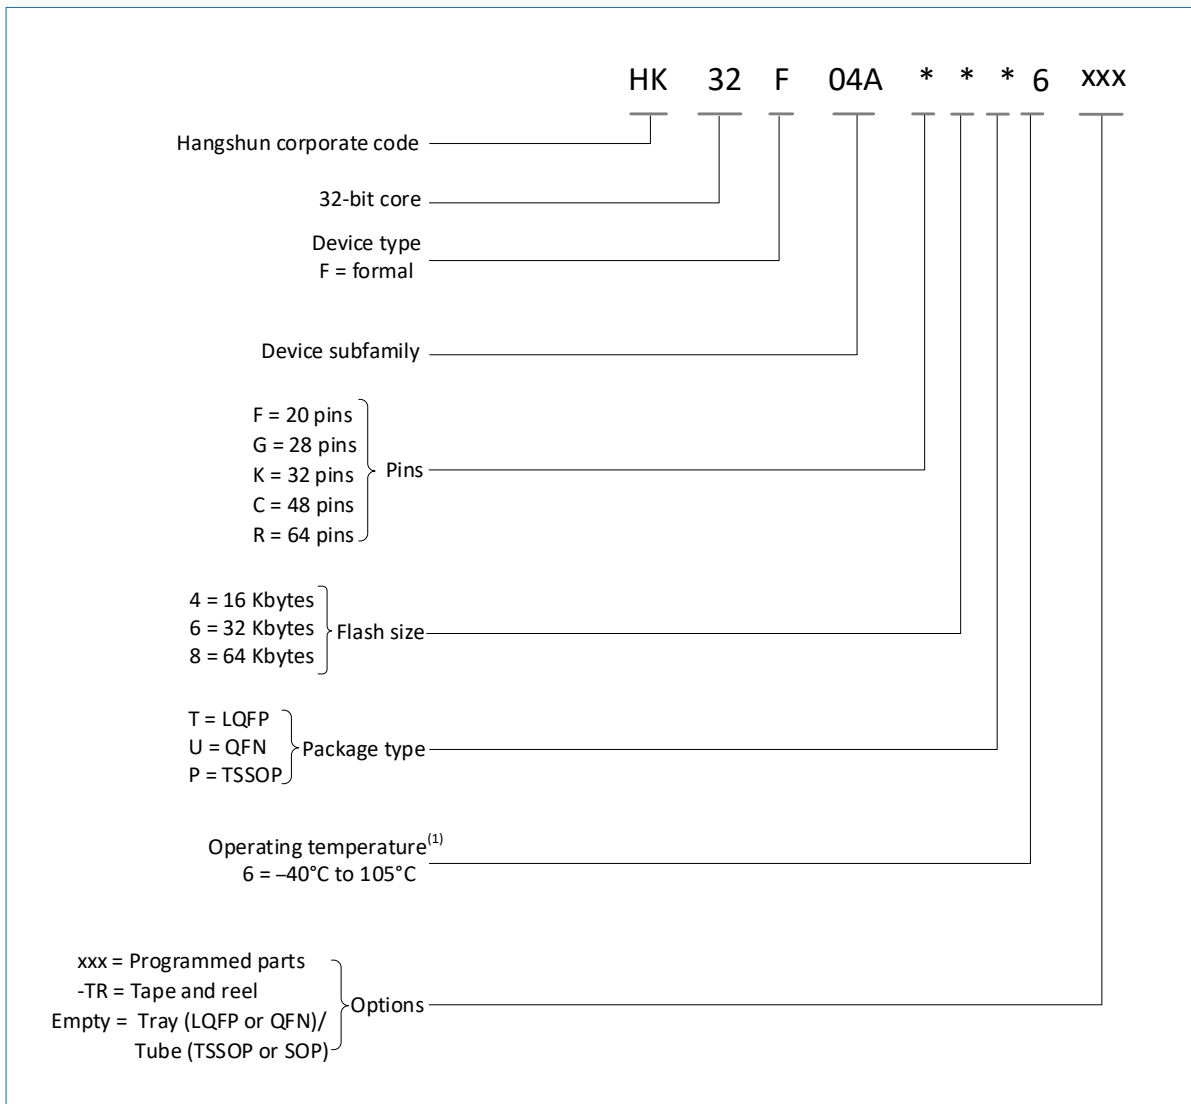 HK 32 F 04A * * * 6 xxx
Hangshun corporate code
32-bit core
Device type
F = formal
Device subfamily
F = 20 pins
G = 28 pins
K = 32 pins
C = 48 pins
R = 64 pins
Pins
4 = 16 Kbytes
6 = 32 Kbytes
8 = 64 Kbytes
Flash size
T = LQFP
U = QFN
P = TSSOP
Package type
Operating temperature(1)
6 = –40°C to 105°C
xxx = Programmed parts
-TR = Tape and reel
Empty = Tray (LQFP or QFN)/
Tube (TSSOP or SOP)
Options